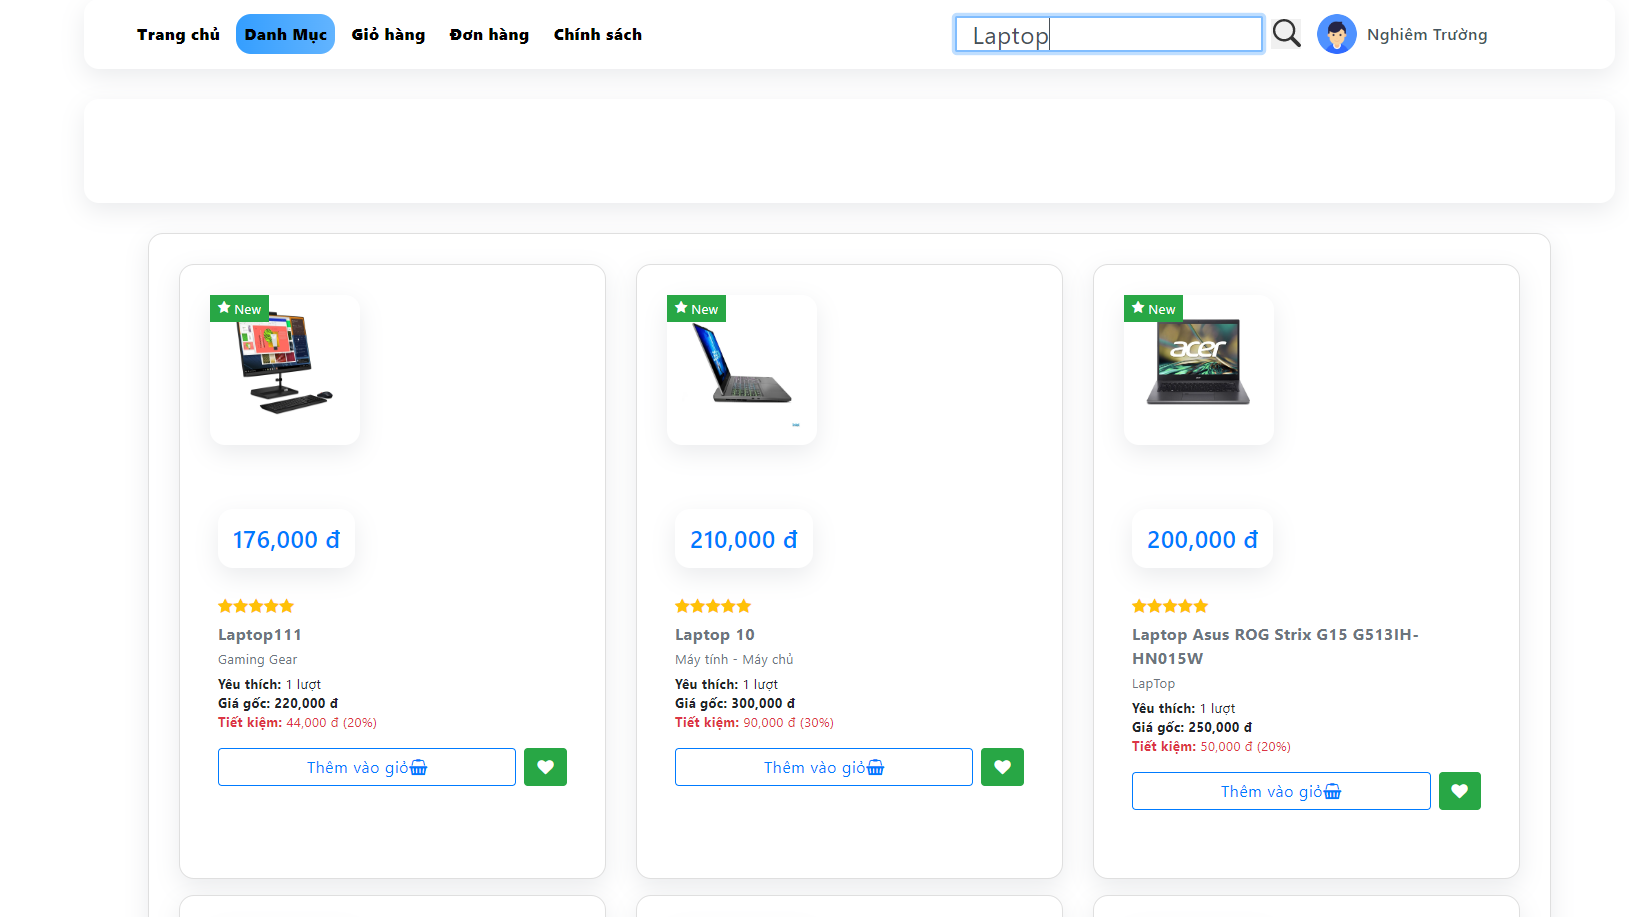 Trang chủ Danh Mục Giỏ hàng Đơn hàng Chính sách Laptop Nghiêm Trường
New New New
acer
176,000 đ 210,000 đ 200,000 đ
Laptop111
Gaming Gear
Yêu thích: 1 lượt
Giá gốc: 220,000 đ
Tiết kiệm: 44,000 đ (20%)
Thêm vào giỏ
Laptop 10
Máy tính - Máy chủ
Yêu thích: 1 lượt
Giá gốc: 300,000 đ
Tiết kiệm: 90,000 đ (30%)
Thêm vào giỏ
Laptop Asus ROG Strix G15 G513IH-
HN015W
LapTop
Yêu thích: 1 lượt
Giá gốc: 250,000 đ
Tiết kiệm: 50,000 đ (20%)
Thêm vào giỏ